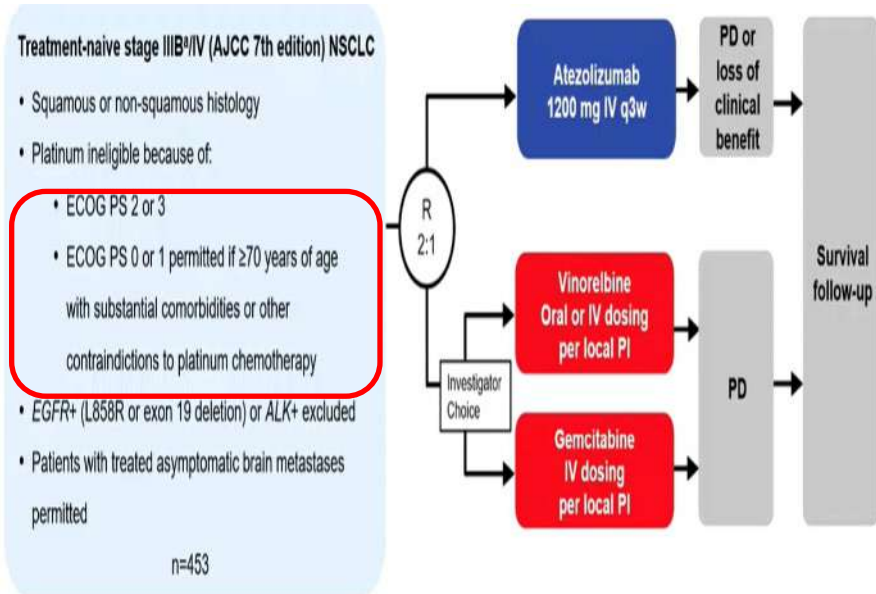 Treatment-naive stage IIIBª/IV (AJCC 7th edition) NSCLC
• Squamous or non-squamous histology
• Platinum ineligible because of:
• ECOG PS 2 or 3
• ECOG PS 0 or 1 permitted if ≥70 years of age
with substantial comorbidities or other
contraindictions to platinum chemotherapy
• EGFR+ (L858R or exon 19 deletion) or ALK+ excluded
• Patients with treated asymptomatic brain metastases
permitted
n=453
R
2:1
Atezolizumab
1200 mg IV q3w
PD or
loss of
clinical
benefit
Investigator
Choice
Vinorelbine
Oral or IV dosing
per local PI
Gemcitabine
IV dosing
per local PI
PD
Survival
follow-up